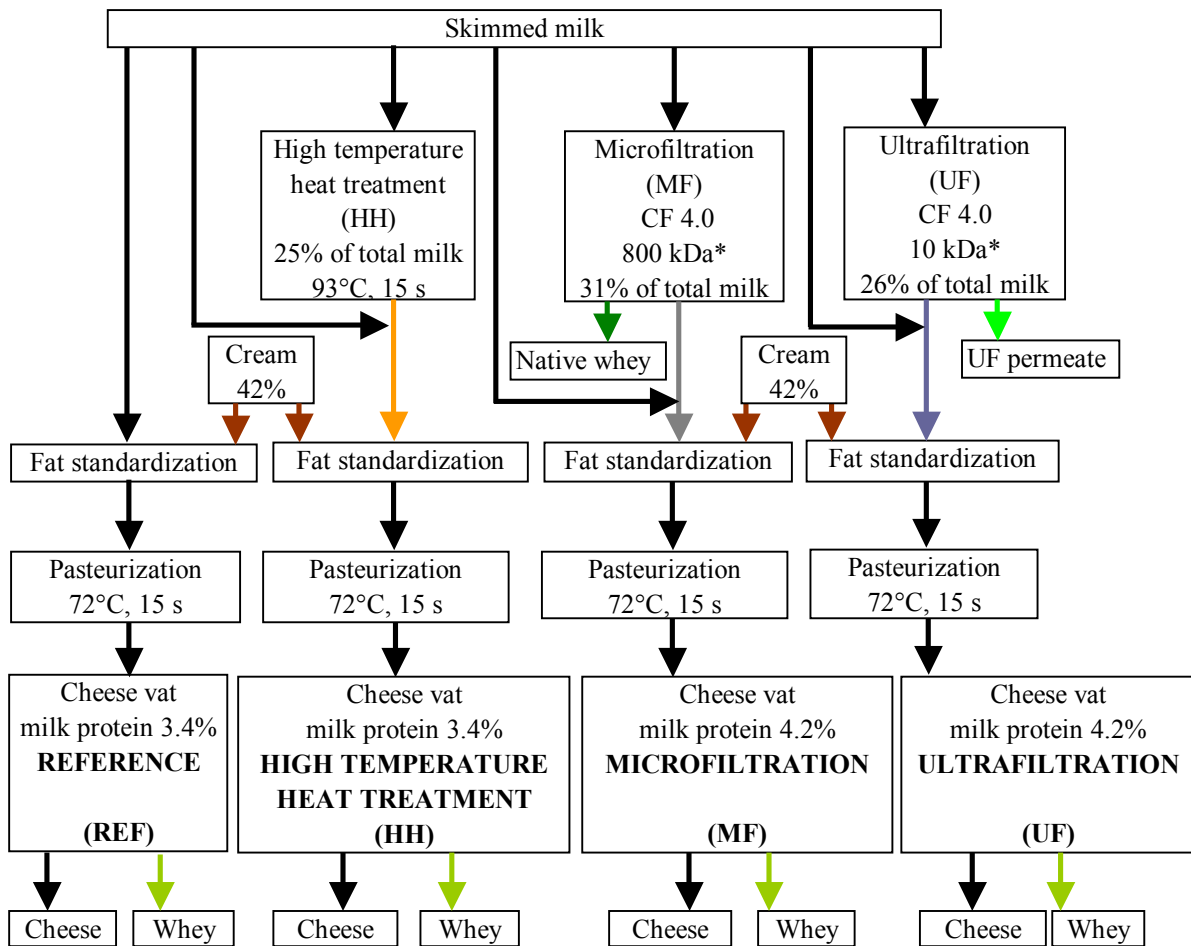 Skimmed milk
High temperature
heat treatment
(HH)
25% of total milk
93°C, 15 s
Microfiltration
(MF)
CF 4.0
800 kDa*
31% of total milk
Ultrafiltration
(UF)
CF 4.0
10 kDa*
26% of total milk
Cream
42%
Native whey
Cream
42%
UF permeate
Fat standardization
Fat standardization
Fat standardization
Fat standardization
Pasteurization
72°C, 15 s
Pasteurization
72°C, 15 s
Pasteurization
72°C, 15 s
Pasteurization
72°C, 15 s
Cheese vat
milk protein 3.4%
REFERENCE
(REF)
Cheese vat
milk protein 3.4%
HIGH TEMPERATURE
HEAT TREATMENT
(HH)
Cheese vat
milk protein 4.2%
MICROFILTRATION
(MF)
Cheese vat
milk protein 4.2%
ULTRAFILTRATION
(UF)
Cheese
Whey
Cheese
Whey
Cheese
Whey
Cheese
Whey